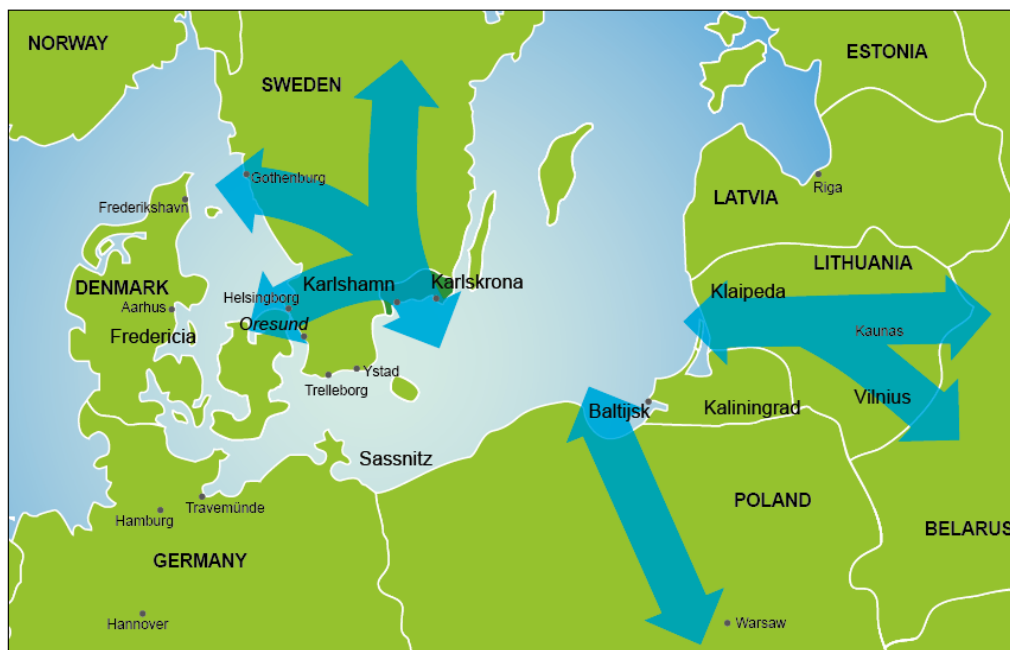 NORWAY
SWEDEN
ESTONIA
Gothenburg
Riga
Frederikshavn
LATVIA
LITHUANIA
DENMARK
Karlshamn
Karlskrona
Klaipeda
Helsingborg
Aarhus
Oresund
Kaunas
Fredericia
Ystad
Trelleborg
Vilnius
Baltijsk
Kaliningrad
Sassnitz
POLAND
Travemünde
Hamburg
BELARUS
GERMANY
Hannover
Warsaw